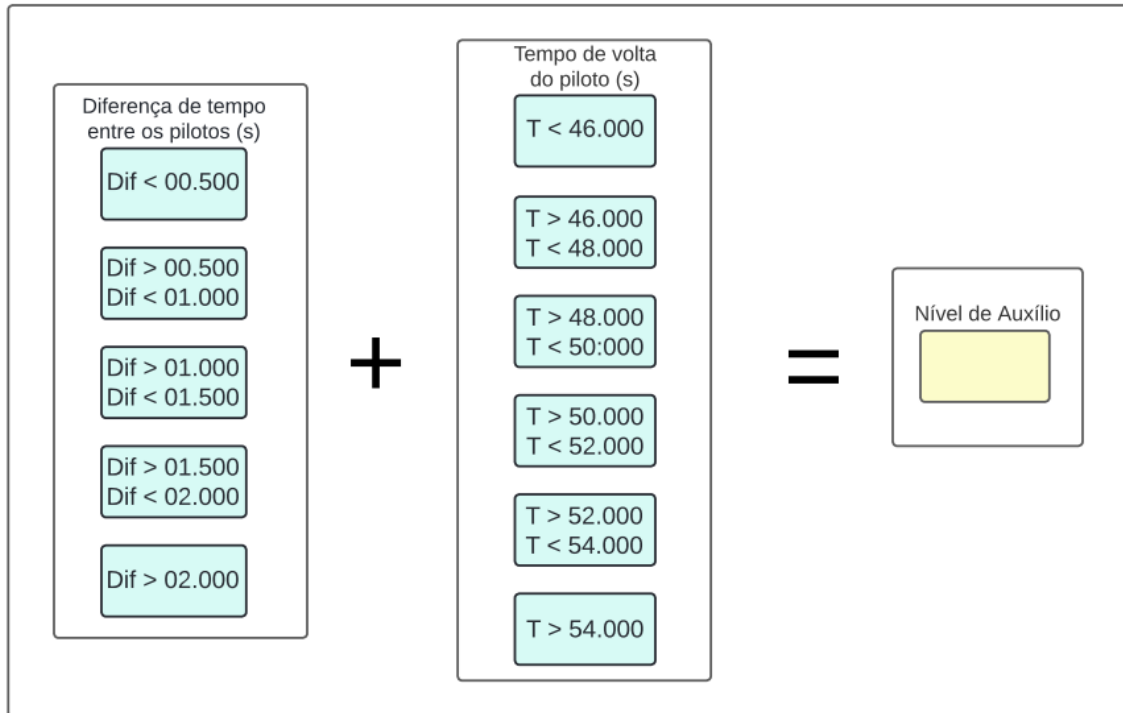 Diferença de tempo
entre os pilotos (s)
Dif < 00.500
Dif > 00.500
Dif < 01.000
Dif > 01.000
Dif < 01.500
Dif > 01.500
Dif < 02.000
Dif > 02.000
+
Tempo de volta
do piloto (s)
T < 46.000
T > 46.000
T < 48.000
T > 48.000
T < 50:000
T > 50.000
T < 52.000
T > 52.000
T < 54.000
T > 54.000
=
Nível de Auxílio